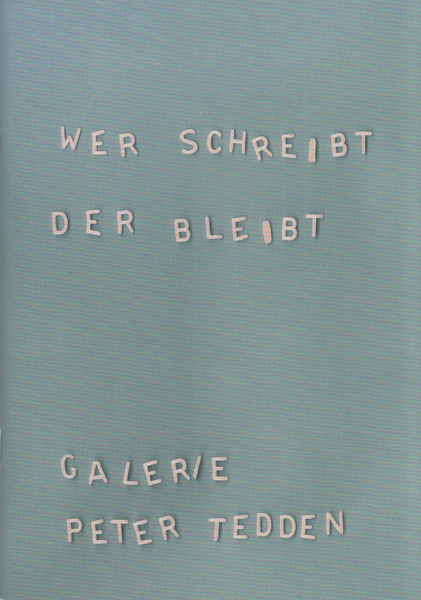 WER SCHREIBT
DER BLEIBT
GALERIE
PETER TEDDEN